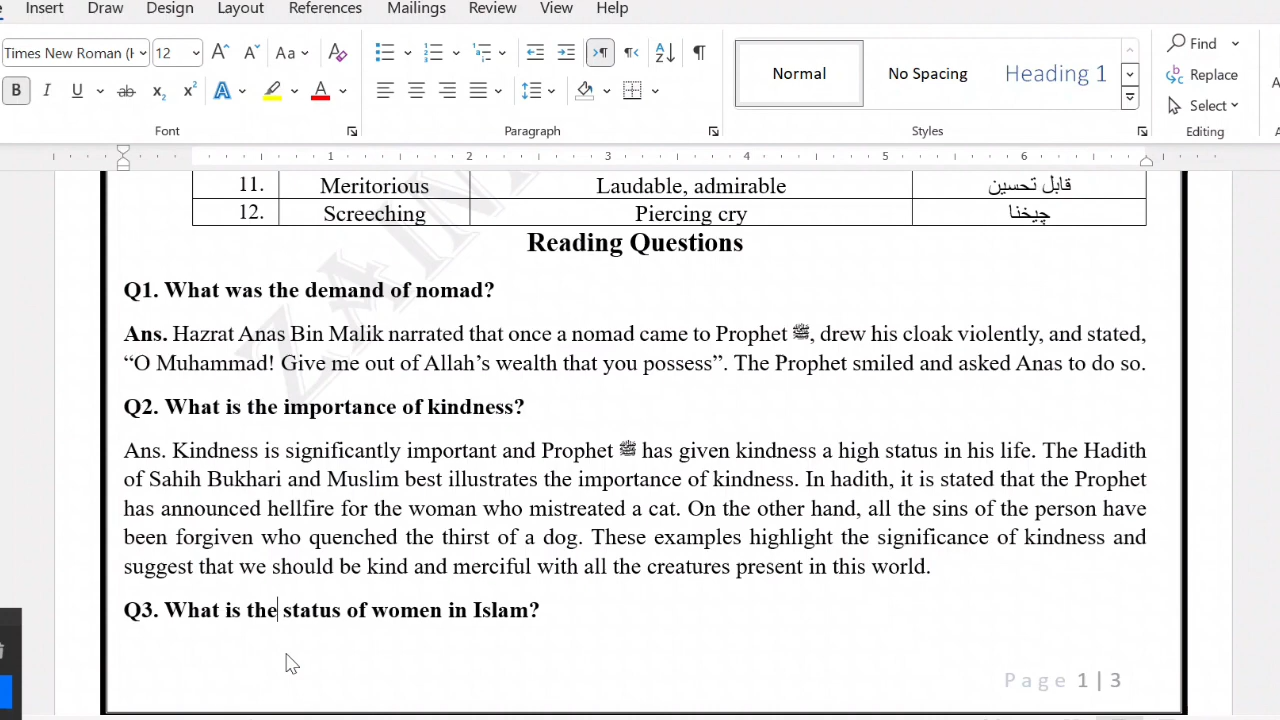 Insert Draw Design Layout References Mailings Review View Help
Times New Roman (H 12 Aa Find
B I U ab x₂ x² A A Normal No Spacing Heading 1 Replace
Select
Font Paragraph Styles Editing
1 2 3 4 5 6
11. Meritorious Laudable, admirable قابل تحسین
12. Screeching Piercing cry چیخنا
Reading Questions
Q1. What was the demand of nomad?
Ans. Hazrat Anas Bin Malik narrated that once a nomad came to Prophet ﷺ, drew his cloak violently, and stated,
“O Muhammad! Give me out of Allah’s wealth that you possess”. The Prophet smiled and asked Anas to do so.
Q2. What is the importance of kindness?
Ans. Kindness is significantly important and Prophet ﷺ has given kindness a high status in his life. The Hadith
of Sahih Bukhari and Muslim best illustrates the importance of kindness. In hadith, it is stated that the Prophet
has announced hellfire for the woman who mistreated a cat. On the other hand, all the sins of the person have
been forgiven who quenched the thirst of a dog. These examples highlight the significance of kindness and
suggest that we should be kind and merciful with all the creatures present in this world.
Q3. What is the status of women in Islam?
Page 1 | 3